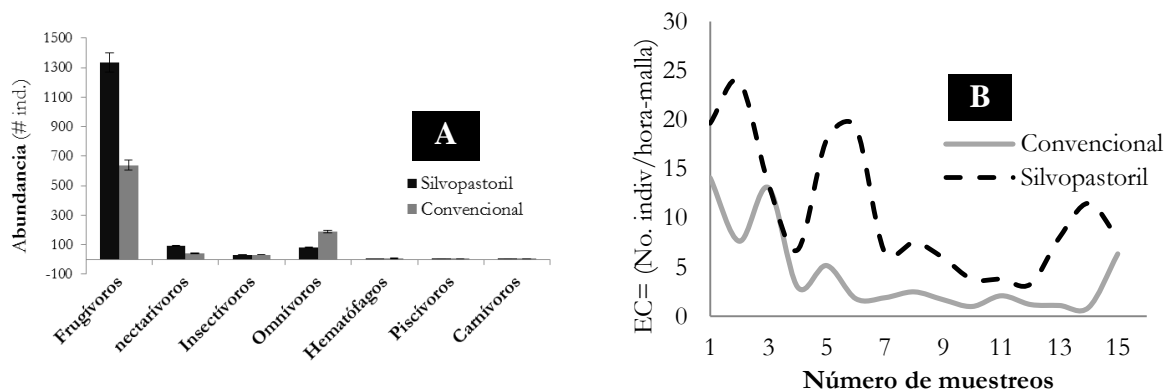 Abundancia (# ind.)
1500
1300
1100
900
700
500
300
100
-100
A
Silvopastoril
Convencional
Frugívoros
nectarívoros
Insectívoros
Omnívoros
Hematófagos
Piscívoros
Carnívoros
EC= (No. indiv/hora-malla)
30
25
20
15
10
5
0
B
Convencional
Silvopastoril
1 3 5 7 9 11 13 15
Número de muestreos